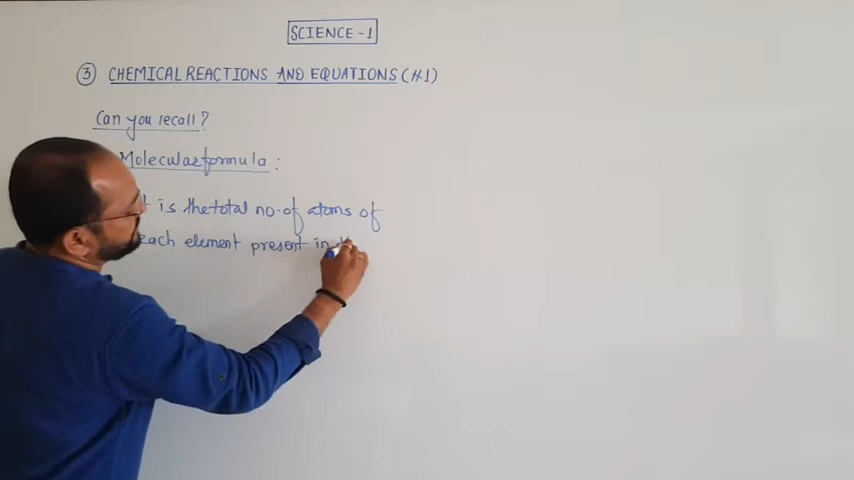 SCIENCE-1
3 CHEMICAL REACTIONS AND EQUATIONS (#1)
Can you recall?
Molecular formula :
is the total no. of atoms of
each element present in